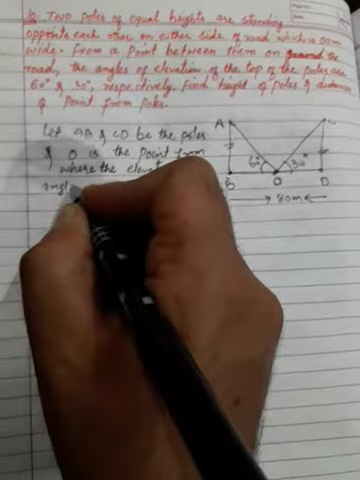 Q. Two poles of equal heights are standing
opposite each other on either side of road which is 80m
wide. From a point between them on ground the
road, the angles of elevation of the top of the poles are
60° & 30°, respectively. Find height of poles & distances
of point from poles.
Let AB & CD be the poles
& O is the point from
where the elev
angl
A
C
60°
30°
B
O
D
80m